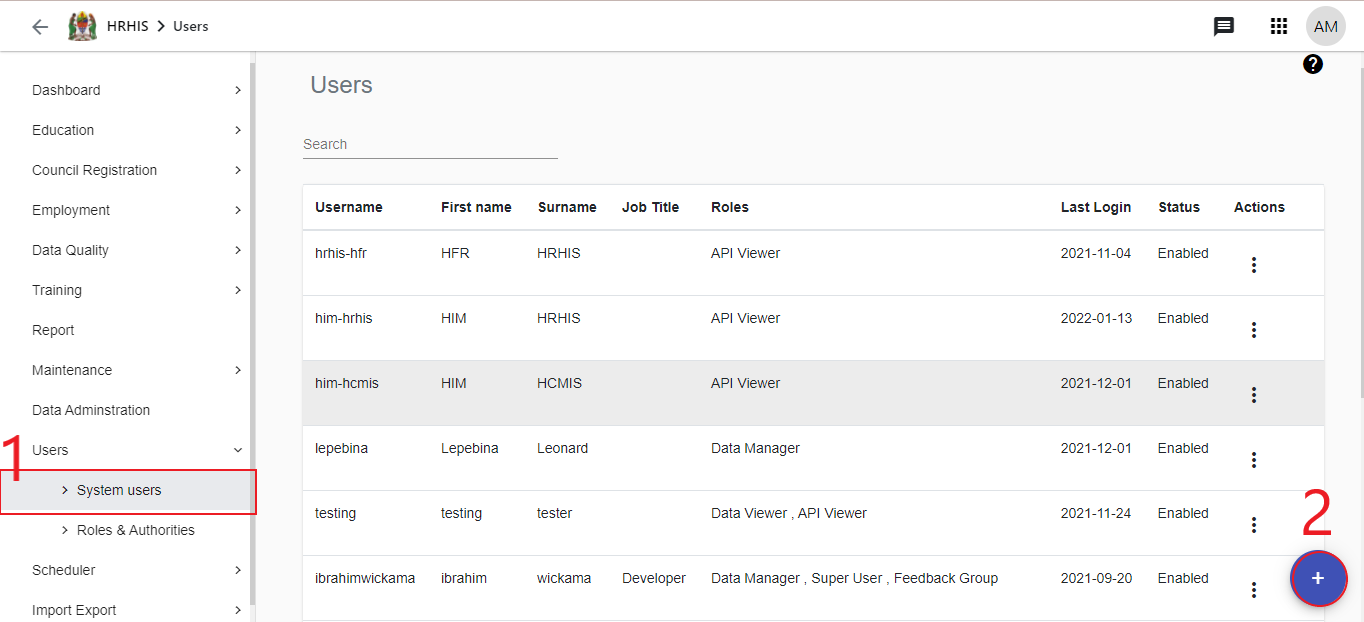 HRHIS > Users
AM
?
Dashboard
Education
Council Registration
Employment
Data Quality
Training
Report
Maintenance
Data Adminstration
Users
1
System users
Roles & Authorities
Scheduler
Import Export
Users
Search
Username First name Surname Job Title Roles Last Login Status Actions
hrhis-hfr HFR HRHIS API Viewer 2021-11-04 Enabled
him-hrhis HIM HRHIS API Viewer 2022-01-13 Enabled
him-hcmis HIM HCMIS API Viewer 2021-12-01 Enabled
lepebina Lepebina Leonard Data Manager 2021-12-01 Enabled
testing testing tester Data Viewer , API Viewer 2021-11-24 Enabled
ibrahimwickama ibrahim wickama Developer Data Manager , Super User , Feedback Group 2021-09-20 Enabled
2
+